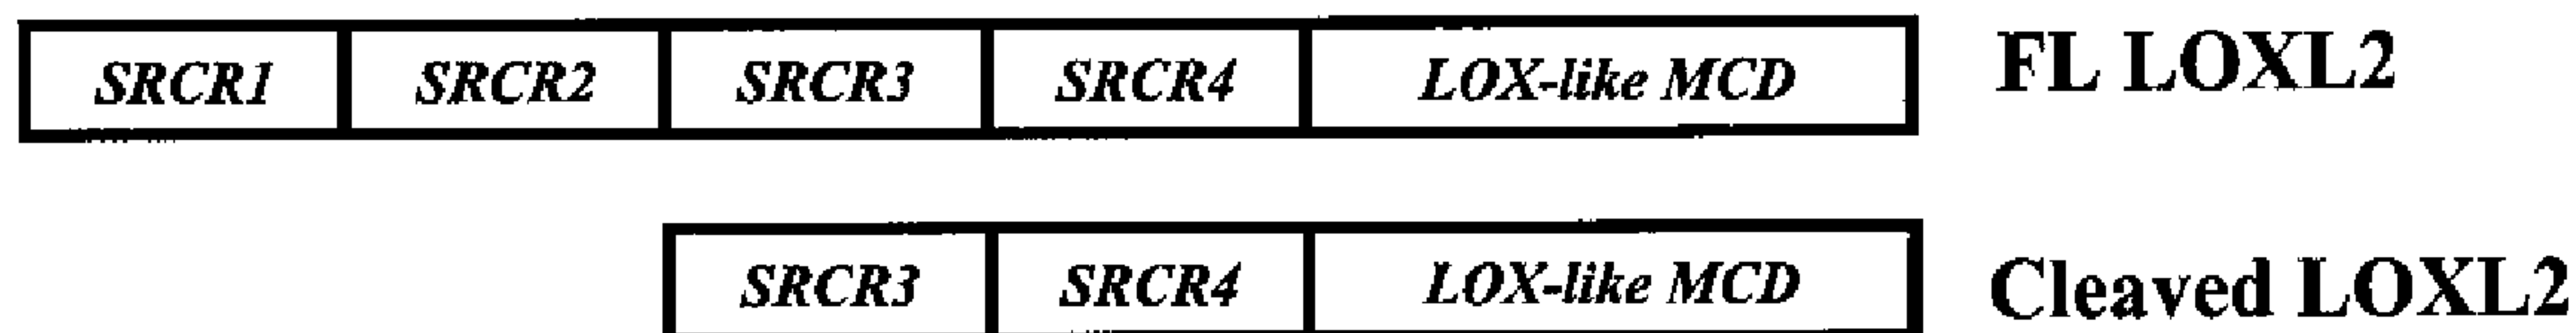 SRCR1 SRCR2 SRCR3 SRCR4 LOX-like MCD FL LOXL2
SRCR3 SRCR4 LOX-like MCD Cleaved LOXL2